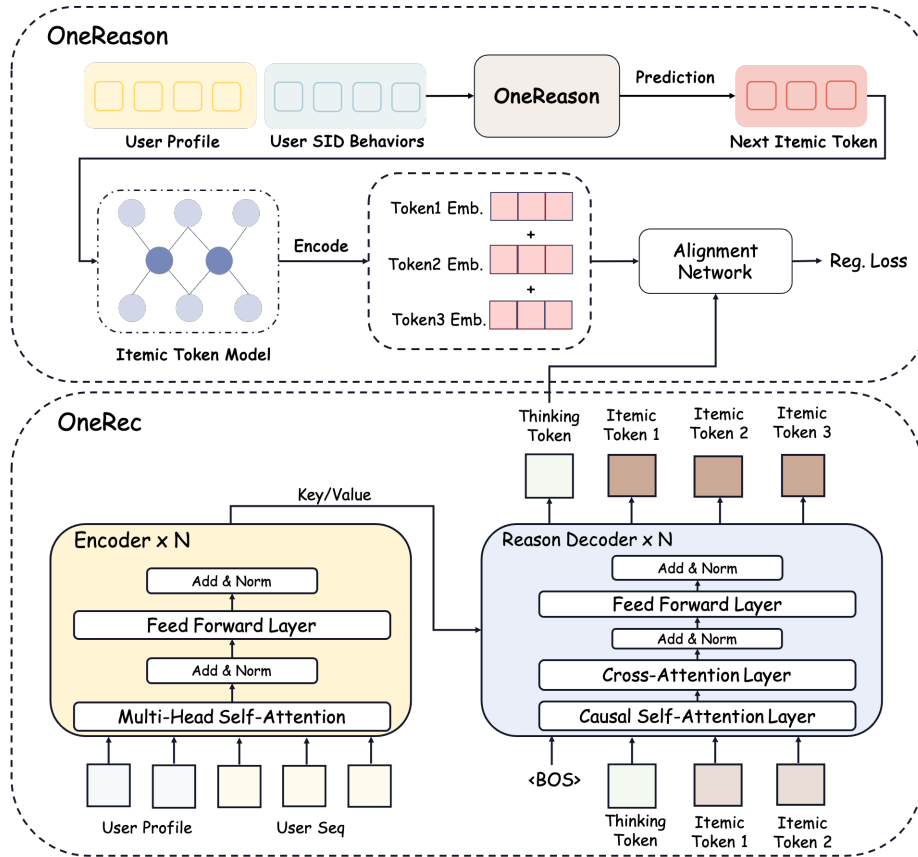 OneReason
OneReason
Prediction
User Profile
User SID Behaviors
Next Itemic Token
Token1 Emb.
+
Token2 Emb.
+
Token3 Emb.
Encode
Alignment
Network
Reg. Loss
Itemic Token Model
OneRec
Thinking
Token
Itemic
Token 1
Itemic
Token 2
Itemic
Token 3
Key/Value
Encoder x N
Add & Norm
Feed Forward Layer
Add & Norm
Multi-Head Self-Attention
User Profile
User Seq
Reason Decoder x N
Add & Norm
Feed Forward Layer
Add & Norm
Cross-Attention Layer
Causal Self-Attention Layer
<BOS>
Thinking
Token
Itemic
Token 1
Itemic
Token 2